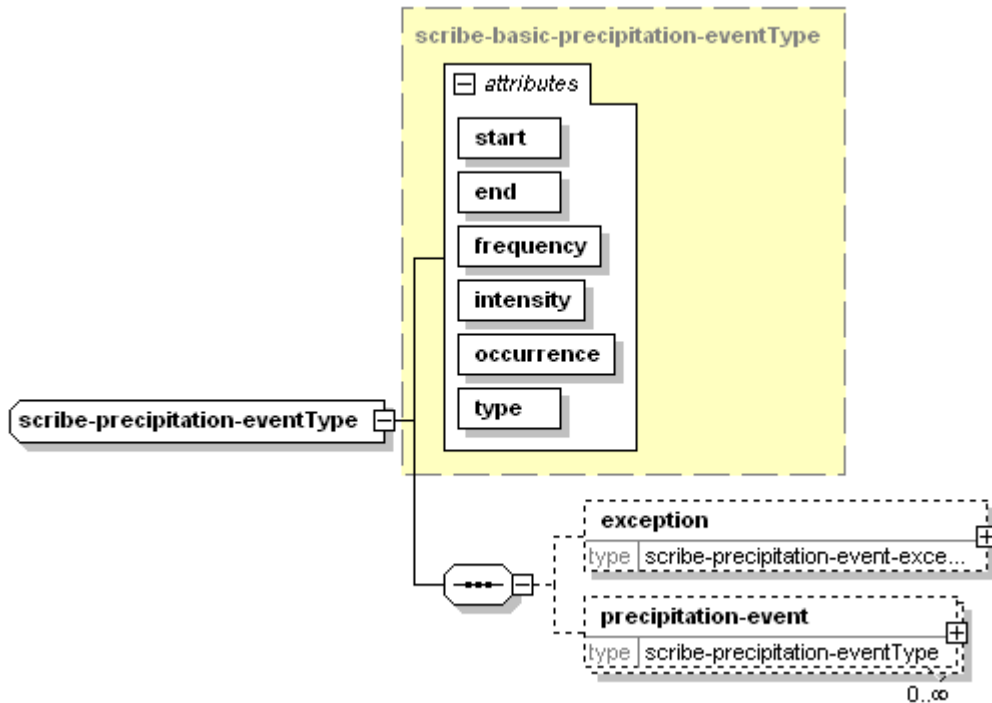 scribe-basic-precipitation-eventType
attributes
start
end
frequency
intensity
occurrence
type
scribe-precipitation-eventType
exception
type scribe-precipitation-event-exce...
precipitation-event
type scribe-precipitation-eventType
0..∞